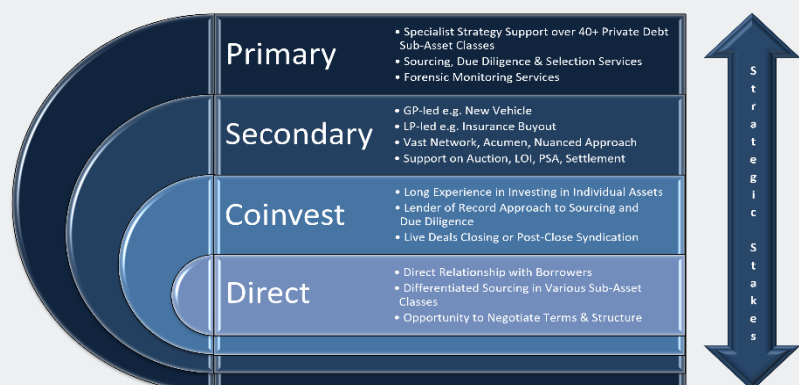 Primary
• Specialist Strategy Support over 40+ Private Debt
Sub-Asset Classes
• Sourcing, Due Diligence & Selection Services
• Forensic Monitoring Services
Secondary
• GP-led e.g. New Vehicle
• LP-led e.g. Insurance Buyout
• Vast Network, Acumen, Nuanced Approach
• Support on Auction, LOI, PSA, Settlement
Coinvest
• Long Experience in Investing in Individual Assets
• Lender of Record Approach to Sourcing and
Due Diligence
• Live Deals Closing or Post-Close Syndication
Direct
• Direct Relationship with Borrowers
• Differentiated Sourcing in Various Sub-Asset
Classes
• Opportunity to Negotiate Terms & Structure
Strategic Stakes